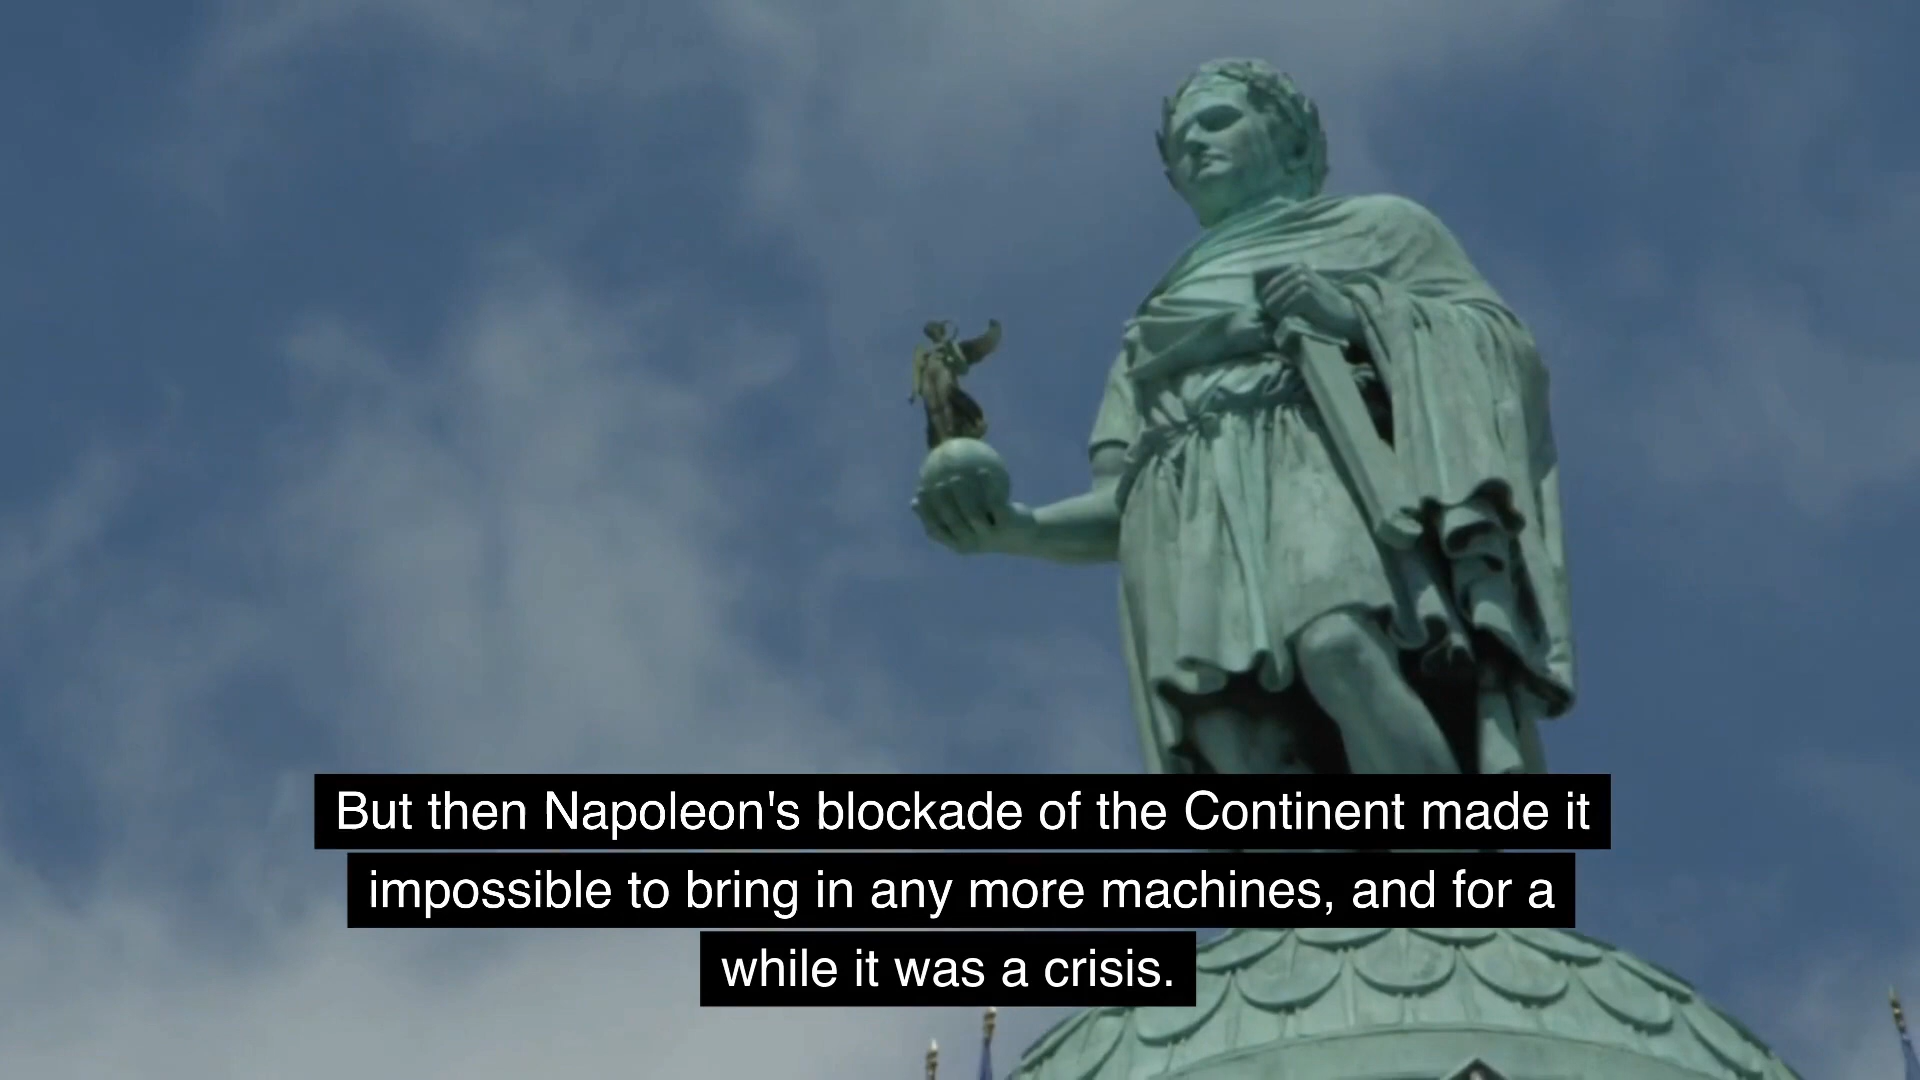 But then Napoleon's blockade of the Continent made it
impossible to bring in any more machines, and for a
while it was a crisis.